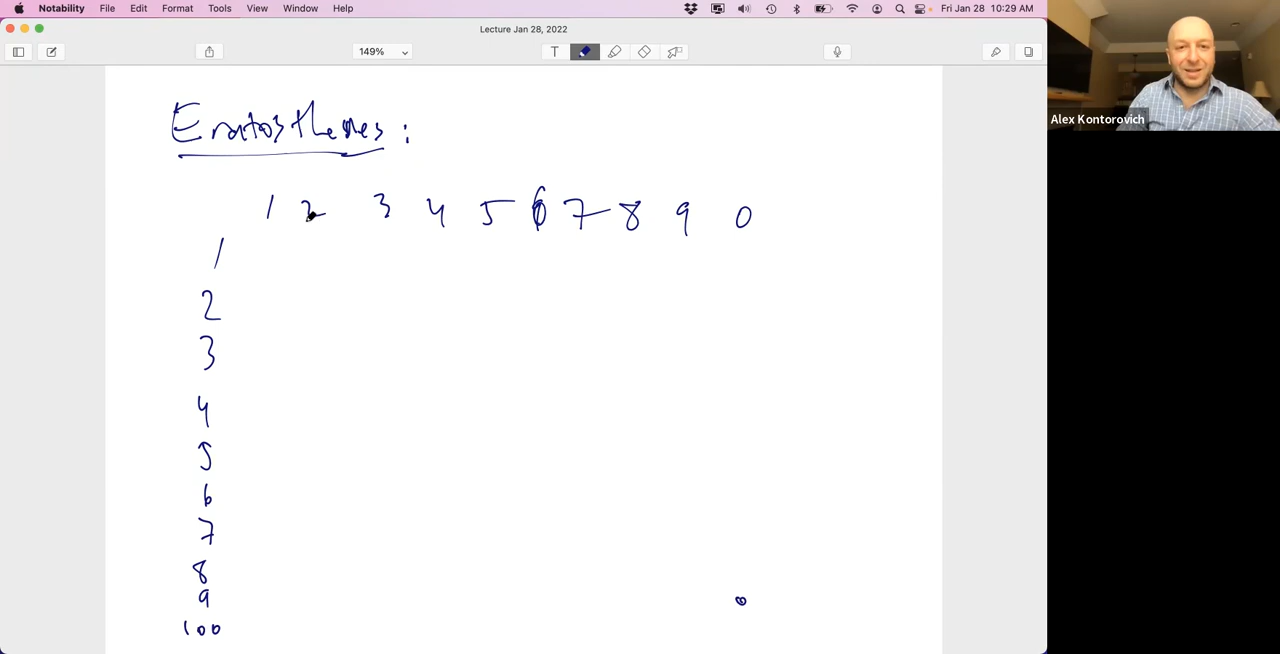 Notability File Edit Format Tools View Window Help Fri Jan 28 10:29 AM
Lecture Jan 28, 2022
149% T
Alex Kontorovich
Eratosthenes:
1 2 3 4 5 6 7 8 9 0
1
2
3
4
5
6
7
8
9 0
100